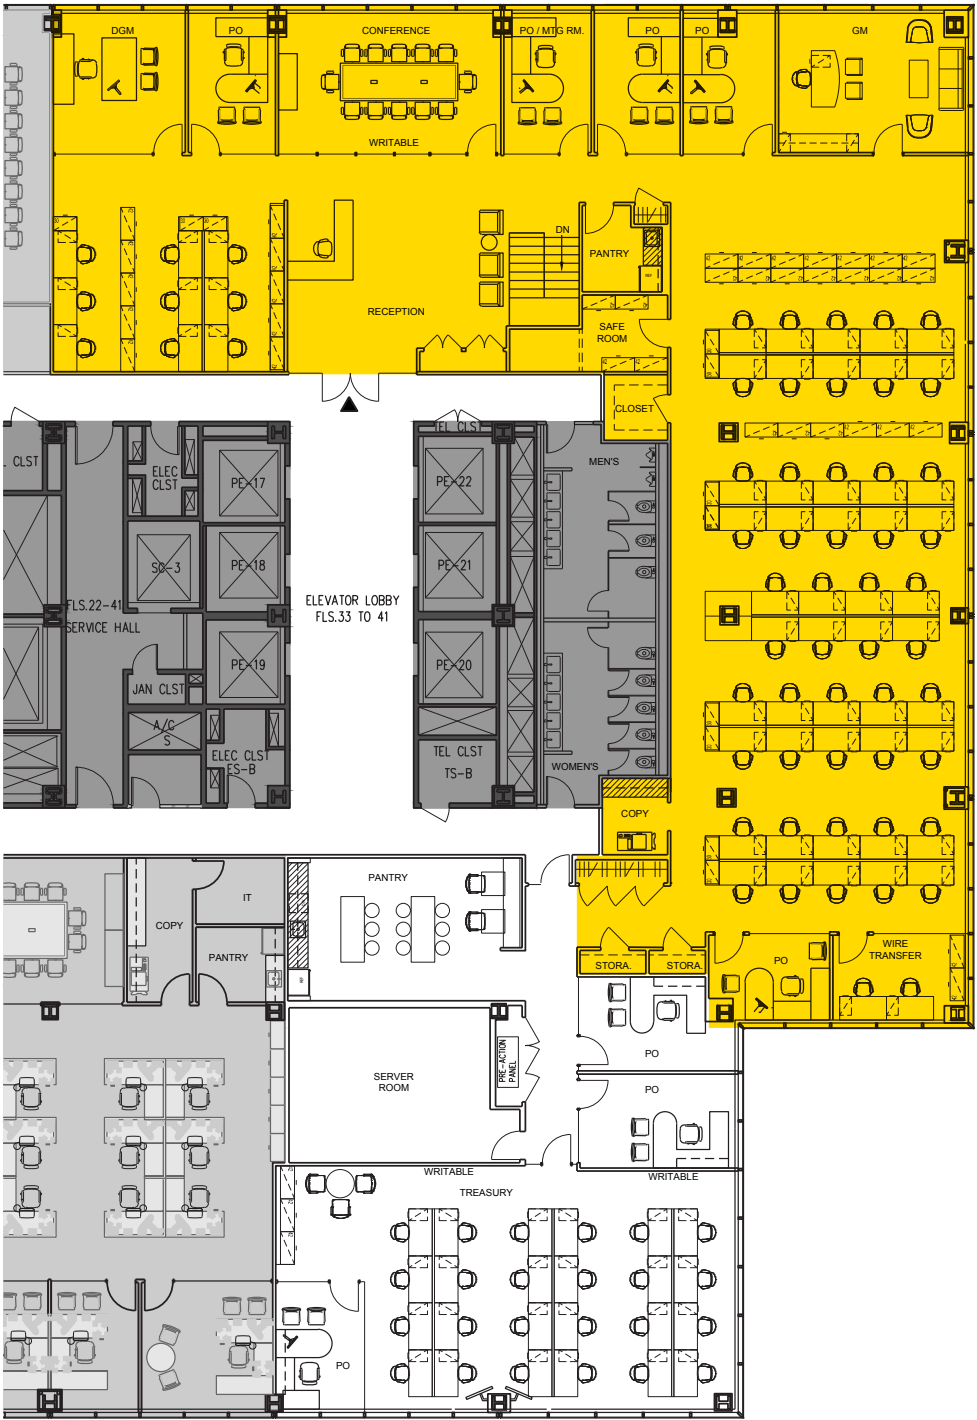 DGM
PO
CONFERENCE
PO / MTG RM.
PO
PO
GM
WRITABLE
DN
PANTRY
REF
RECEPTION
SAFE
ROOM
CLOSET
TEL CLST
L CLST
ELEC
CLST
PE-17
PE-22
MEN'S
SC-3
PE-18
PE-21
FLS.22-41
SERVICE HALL
ELEVATOR LOBBY
FLS.33 TO 41
PE-19
PE-20
JAN CLST
A/C
S
ELEC CLST
ES-B
TEL CLST
TS-B
WOMEN'S
COPY
PANTRY
IT
COPY
PANTRY
REF
STORA.
STORA.
PO
WIRE
TRANSFER
SERVER
ROOM
PRE-ACTION
PANEL
PO
PO
WRITABLE
WRITABLE
TREASURY
PO